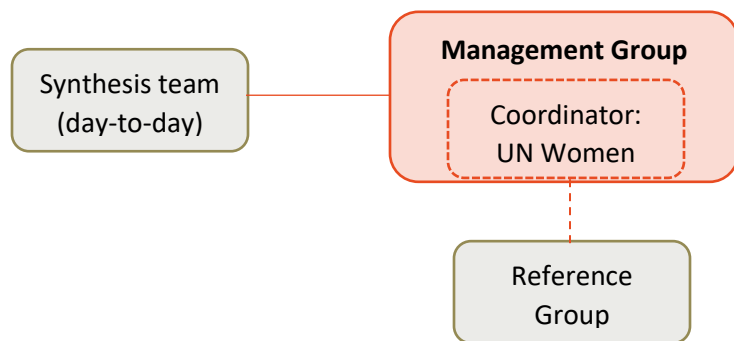 Management Group
Synthesis team
(day-to-day)
Coordinator:
UN Women
Reference
Group